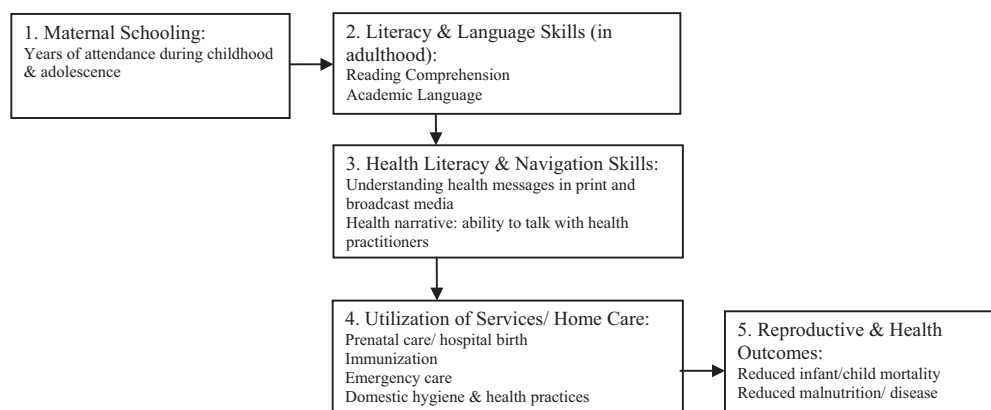 1. Maternal Schooling:
Years of attendance during childhood
& adolescence
2. Literacy & Language Skills (in
adulthood):
Reading Comprehension
Academic Language
3. Health Literacy & Navigation Skills:
Understanding health messages in print and
broadcast media
Health narrative: ability to talk with health
practitioners
4. Utilization of Services/ Home Care:
Prenatal care/ hospital birth
Immunization
Emergency care
Domestic hygiene & health practices
5. Reproductive & Health
Outcomes:
Reduced infant/child mortality
Reduced malnutrition/ disease